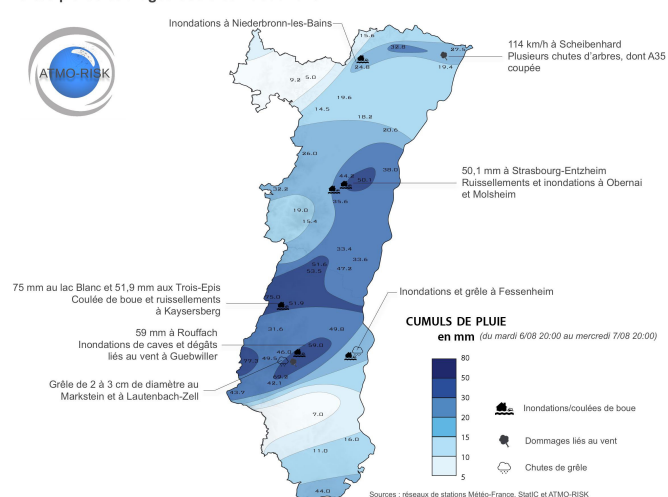 Inondations à Niederbronn-les-Bains
114 km/h à Scheibenhard
Plusieurs chutes d'arbres, dont A35
coupée
ATMO-RISK
15.6
32.8
27.5
24.8
19.4
9.2
5.0
19.6
14.5
18.2
20.6
26.0
38.0
44.2
50.1
50,1 mm à Strasbourg-Entzheim
Ruissellements et inondations à Obernai
et Molsheim
32.2
35.6
19.0
15.4
33.4
33.6
51.6
53.5
47.2
75 mm au lac Blanc et 51,9 mm aux Trois-Epis
Coulée de boue et ruissellements
à Kaysersberg
75.0
51.9
Inondations et grêle à Fessenheim
31.6
49.8
59 mm à Rouffach
Inondations de caves et dégâts
liés au vent à Guebwiller
59.0
46.0
45.5
42.1
43.7
Grêle de 2 à 3 cm de diamètre au
Markstein et à Lautenbach-Zell
7.0
16.0
11.0
44.0
CUMULS DE PLUIE
en mm (du mardi 6/08 20:00 au mercredi 7/08 20:00)
80
50
30
20
15
10
5
Inondations/coulées de boue
Dommages liés au vent
Chutes de grêle
Sources : réseaux de stations Météo-France, StatIC et ATMO-RISK